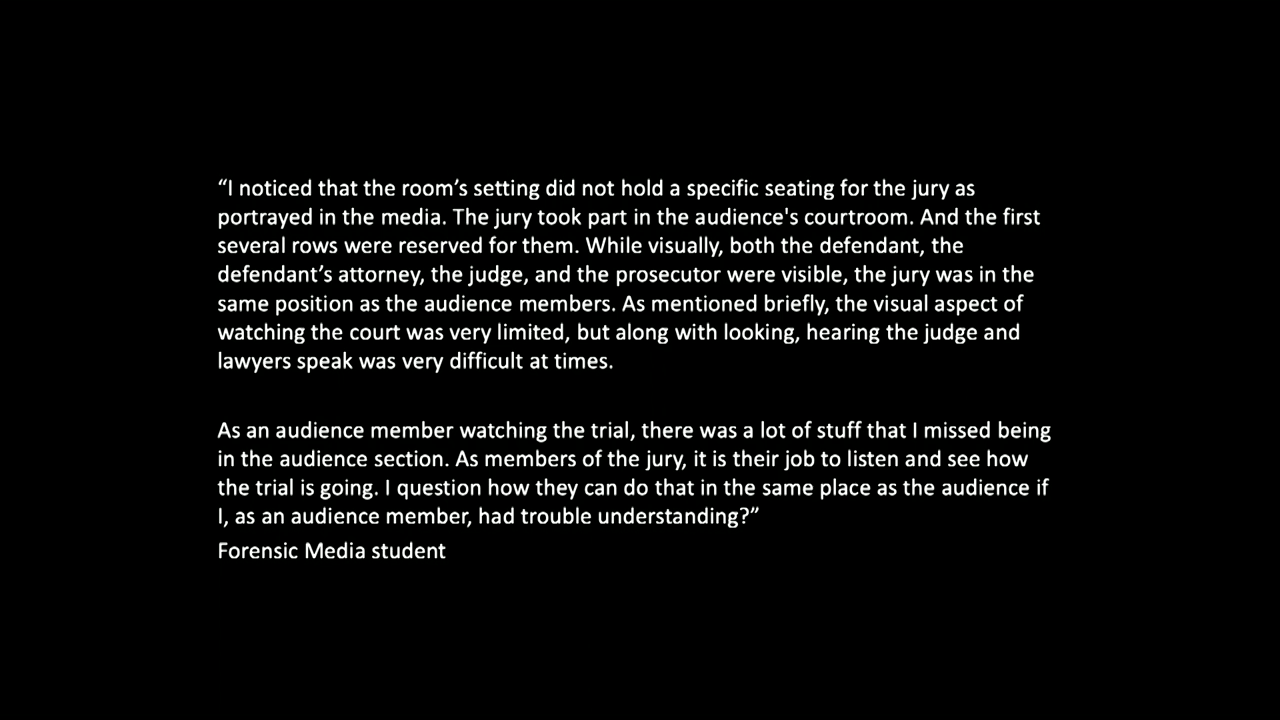 “I noticed that the room’s setting did not hold a specific seating for the jury as
portrayed in the media. The jury took part in the audience's courtroom. And the first
several rows were reserved for them. While visually, both the defendant, the
defendant’s attorney, the judge, and the prosecutor were visible, the jury was in the
same position as the audience members. As mentioned briefly, the visual aspect of
watching the court was very limited, but along with looking, hearing the judge and
lawyers speak was very difficult at times.
As an audience member watching the trial, there was a lot of stuff that I missed being
in the audience section. As members of the jury, it is their job to listen and see how
the trial is going. I question how they can do that in the same place as the audience if
I, as an audience member, had trouble understanding?”
Forensic Media student